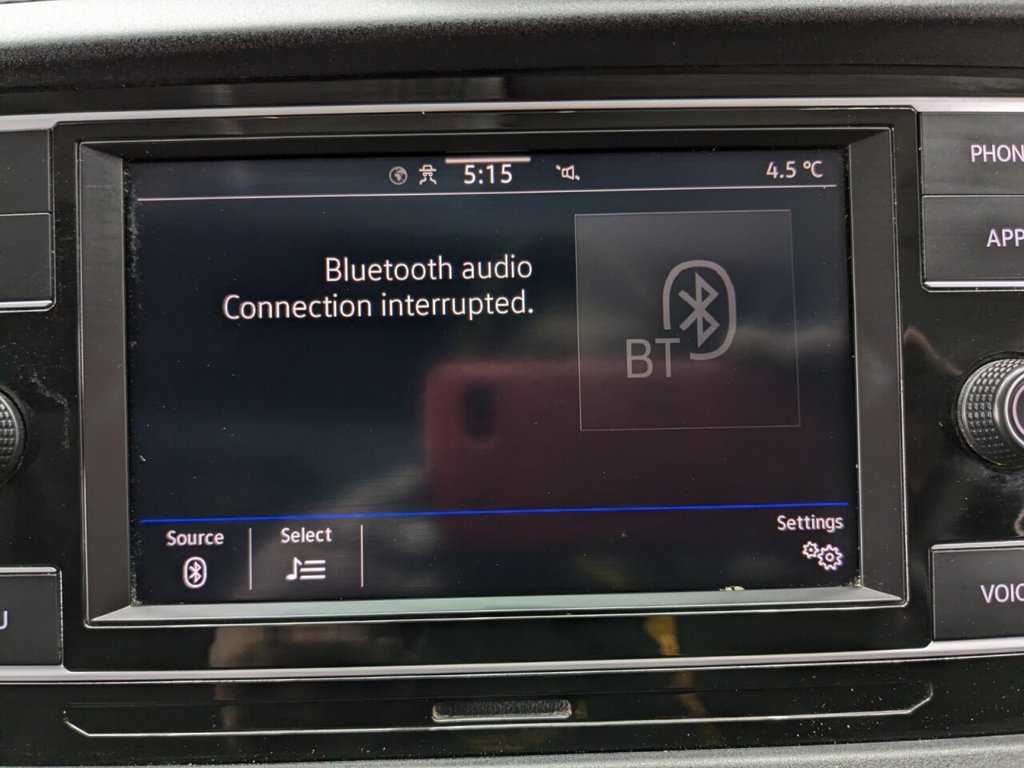 5:15
4.5 °C
PHON
APP
Bluetooth audio
Connection interrupted.
BT
Source
Select
Settings
VOIC
U